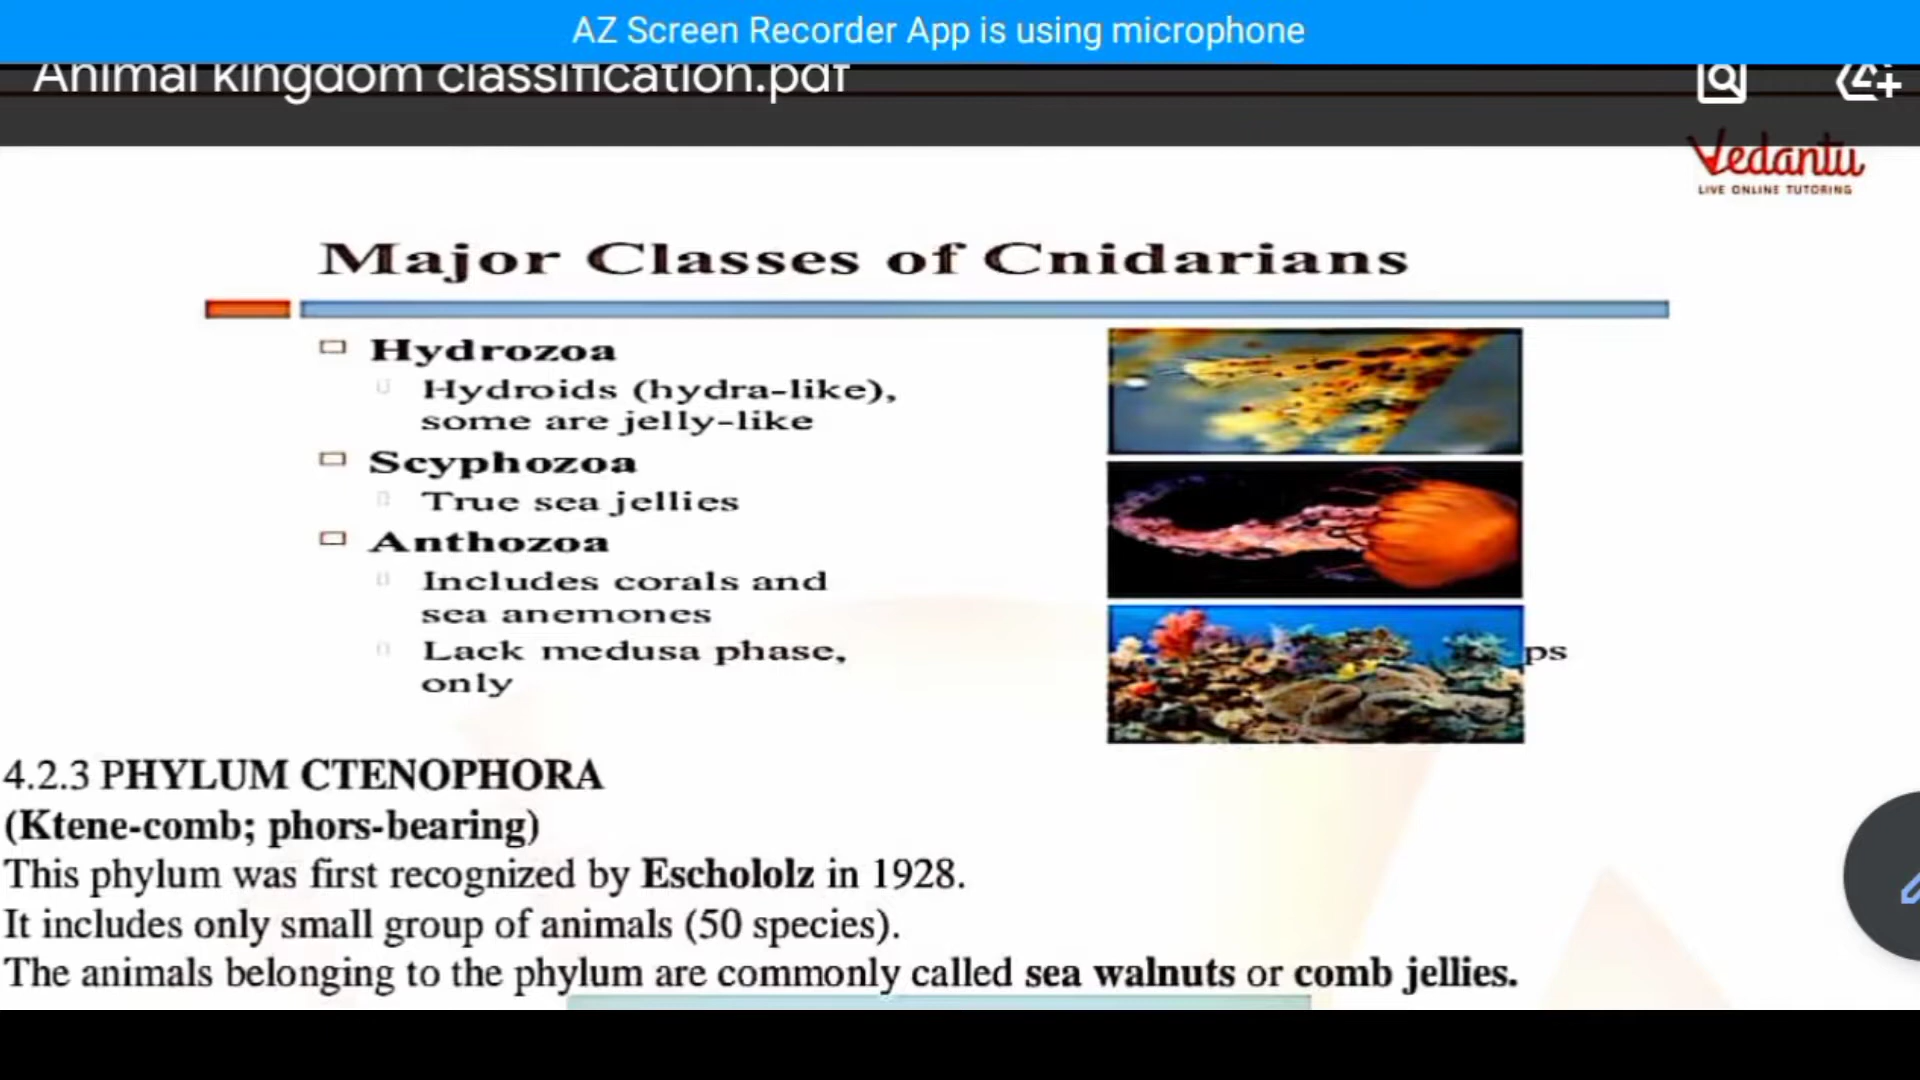 AZ Screen Recorder App is using microphone
Animal kingdom classification.pdf
Vedantu
LIVE ONLINE TUTORING
Major Classes of Cnidarians
Hydrozoa
Hydroids (hydra-like),
some are jelly-like
Scyphozoa
True sea jellies
Anthozoa
Includes corals and
sea anemones
Lack medusa phase, ps
only
4.2.3 PHYLUM CTENOPHORA
(Ktene-comb; phors-bearing)
This phylum was first recognized by Eschololz in 1928.
It includes only small group of animals (50 species).
The animals belonging to the phylum are commonly called sea walnuts or comb jellies.